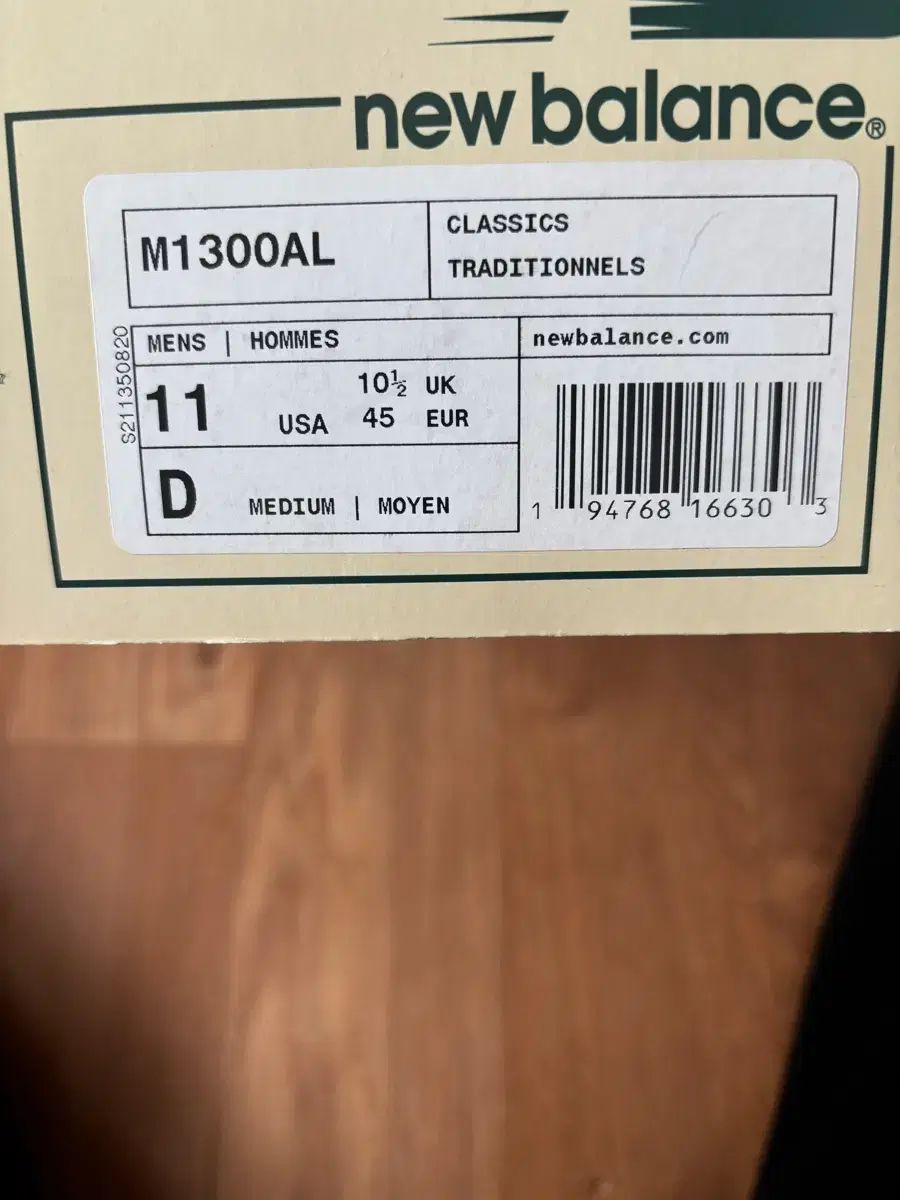 new balance®
M1300AL
CLASSICS
TRADITIONNELS
S211350820
MENS | HOMMES
newbalance.com
11 USA
10½ UK
45 EUR
D MEDIUM | MOYEN
1 94768 16630 3